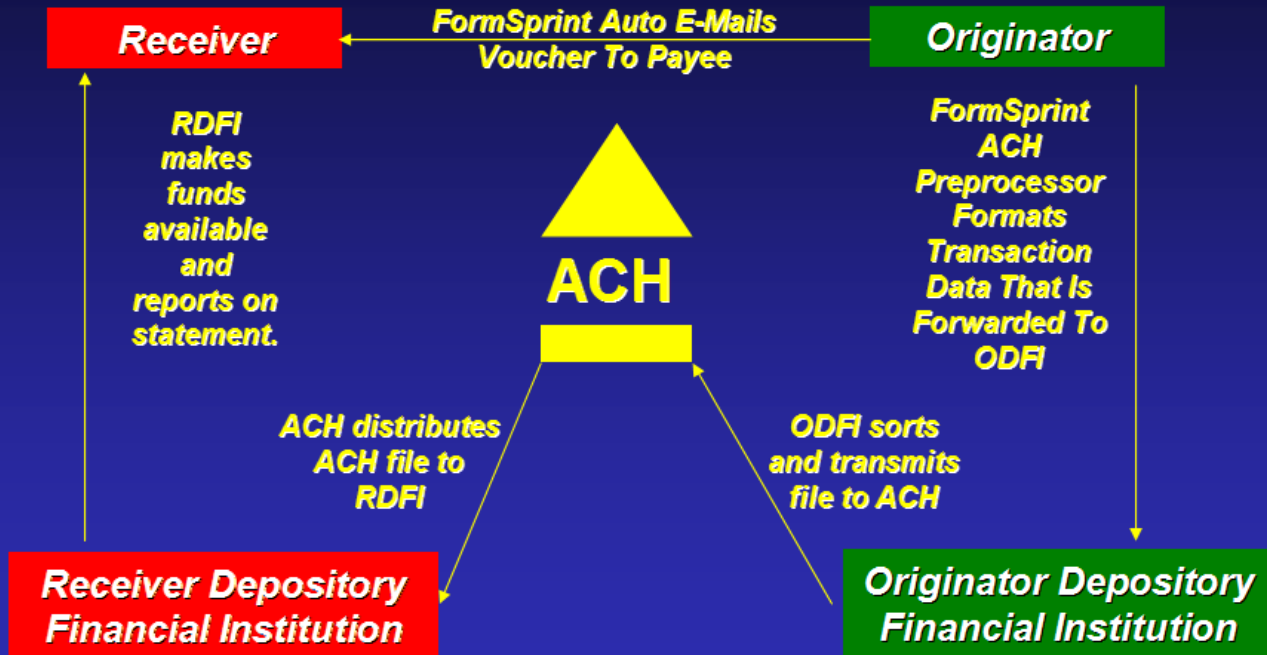 Receiver
FormSprint Auto E-Mails
Voucher To Payee
Originator
RDFI
makes
funds
available
and
reports on
statement.
FormSprint
ACH
Preprocessor
Formats
Transaction
Data That Is
Forwarded To
ODFI
ACH
ACH distributes
ACH file to
RDFI
ODFI sorts
and transmits
file to ACH
Receiver Depository
Financial Institution
Originator Depository
Financial Institution